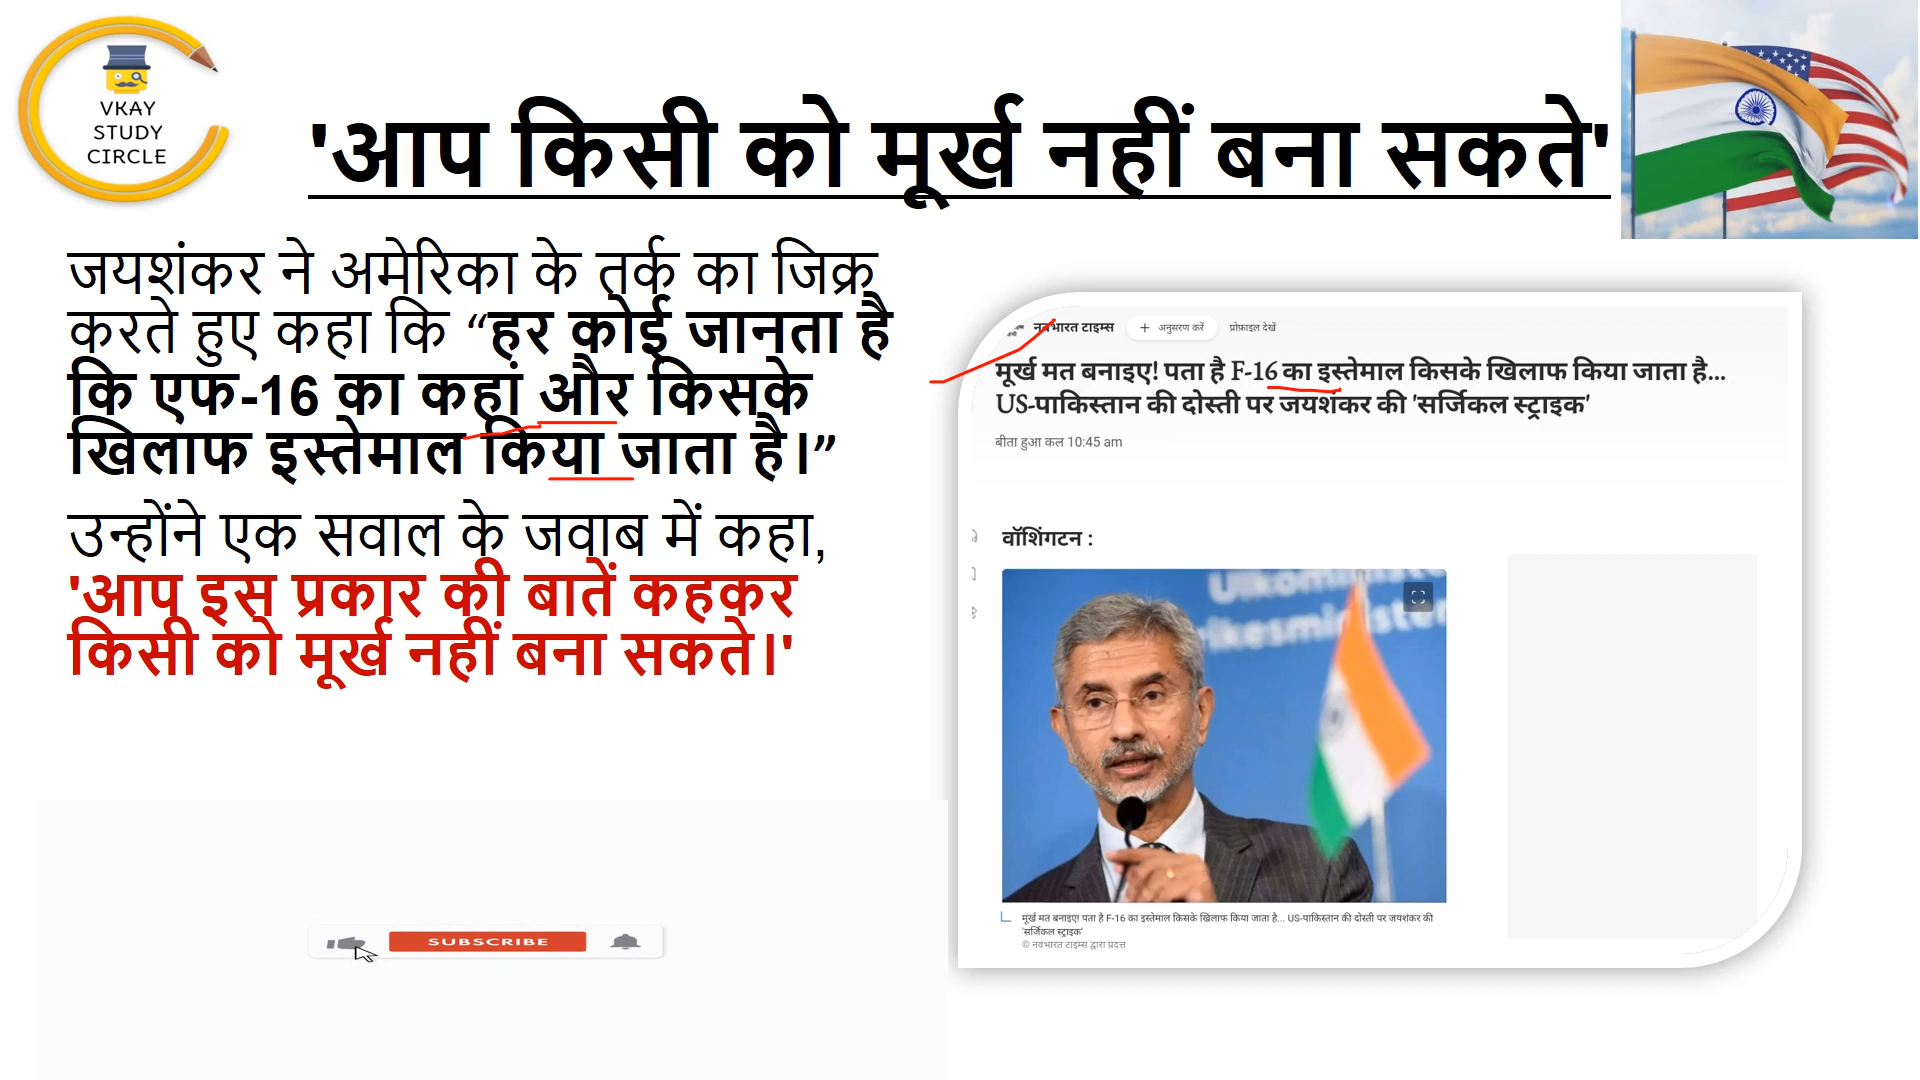 VKAY
STUDY
CIRCLE
'आप किसी को मूर्ख नहीं बना सकते'
जयशंकर ने अमेरिका के तर्क का जिक्र
करते हुए कहा कि “हर कोई जानता है
कि एफ-16 का कहां और किसके
खिलाफ इस्तेमाल किया जाता है।”
उन्होंने एक सवाल के जवाब में कहा,
'आप इस प्रकार की बातें कहकर
किसी को मूर्ख नहीं बना सकते।'
SUBSCRIBE
नवभारत टाइम्स + अनुसरण करें प्रोफ़ाइल देखें
मूर्ख मत बनाइए! पता है F-16 का इस्तेमाल किसके खिलाफ किया जाता है...
US-पाकिस्तान की दोस्ती पर जयशंकर की 'सर्जिकल स्ट्राइक'
बीता हुआ कल 10:45 am
वॉशिंगटन :
Utkomini
rikesminister
मूर्ख मत बनाइए! पता है F-16 का इस्तेमाल किसके खिलाफ किया जाता है... US-पाकिस्तान की दोस्ती पर जयशंकर की
'सर्जिकल स्ट्राइक'
© नवभारत टाइम्स द्वारा प्रदत्त